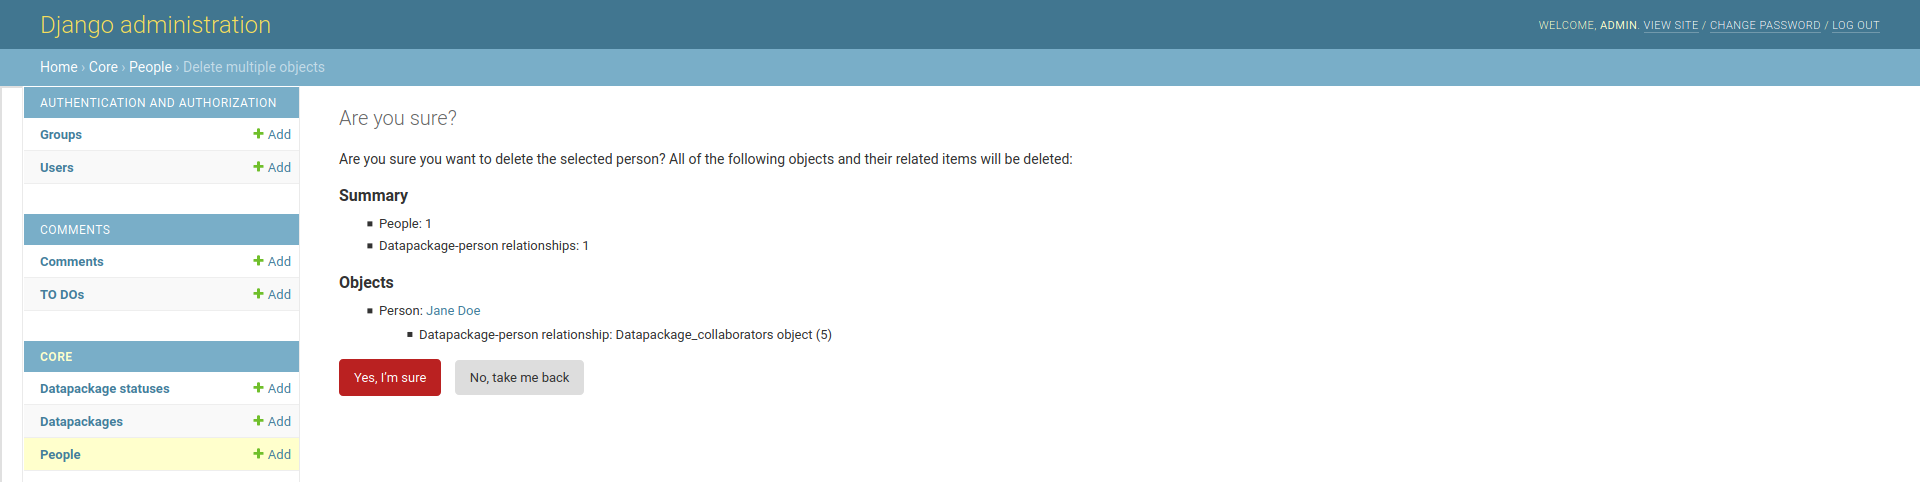 Django administration
WELCOME, ADMIN. VIEW SITE / CHANGE PASSWORD / LOG OUT
Home › Core › People › Delete multiple objects
AUTHENTICATION AND AUTHORIZATION
Groups Add
Users Add
COMMENTS
Comments Add
TO DOs Add
CORE
Datapackage statuses Add
Datapackages Add
People Add
Are you sure?
Are you sure you want to delete the selected person? All of the following objects and their related items will be deleted:
Summary
People: 1
Datapackage-person relationships: 1
Objects
Person: Jane Doe
Datapackage-person relationship: Datapackage_collaborators object (5)
Yes, I’m sure
No, take me back